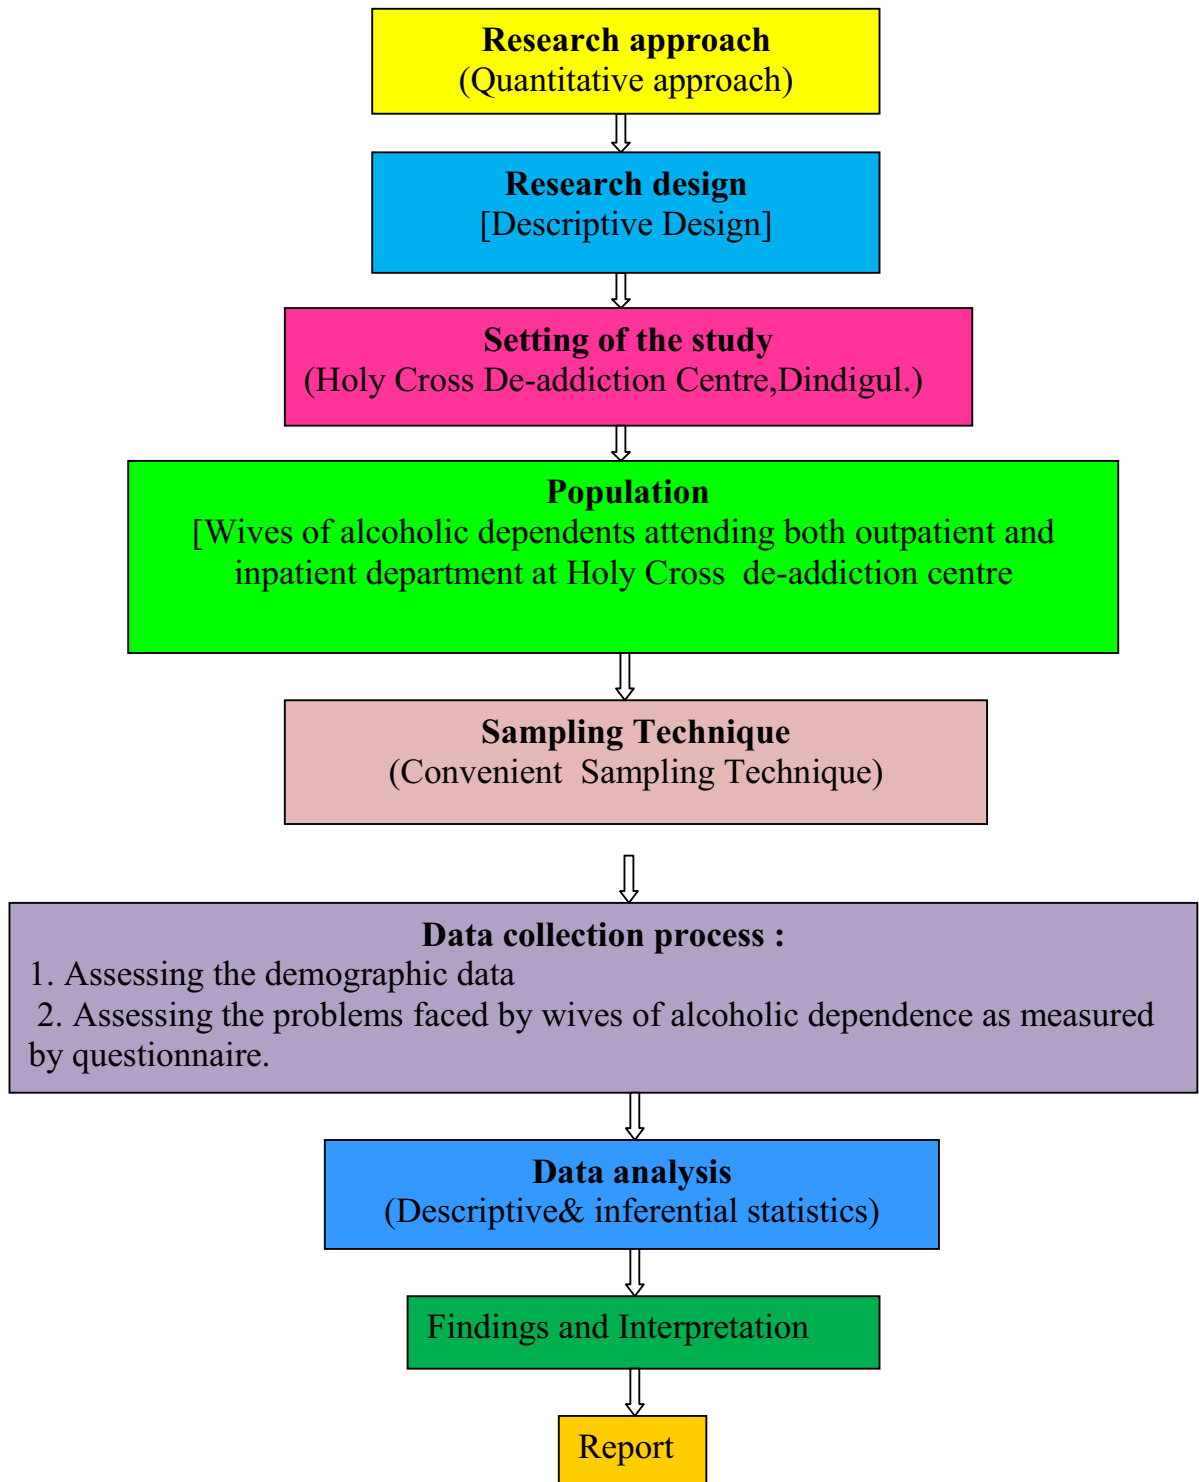 Research approach
(Quantitative approach)
Research design
[Descriptive Design]
Setting of the study
(Holy Cross De-addiction Centre,Dindigul.)
Population
[Wives of alcoholic dependents attending both outpatient and
inpatient department at Holy Cross  de-addiction centre
Sampling Technique
(Convenient  Sampling Technique)
Data collection process :
1. Assessing the demographic data
2. Assessing the problems faced by wives of alcoholic dependence as measured
by questionnaire.
Data analysis
(Descriptive& inferential statistics)
Findings and Interpretation
Report